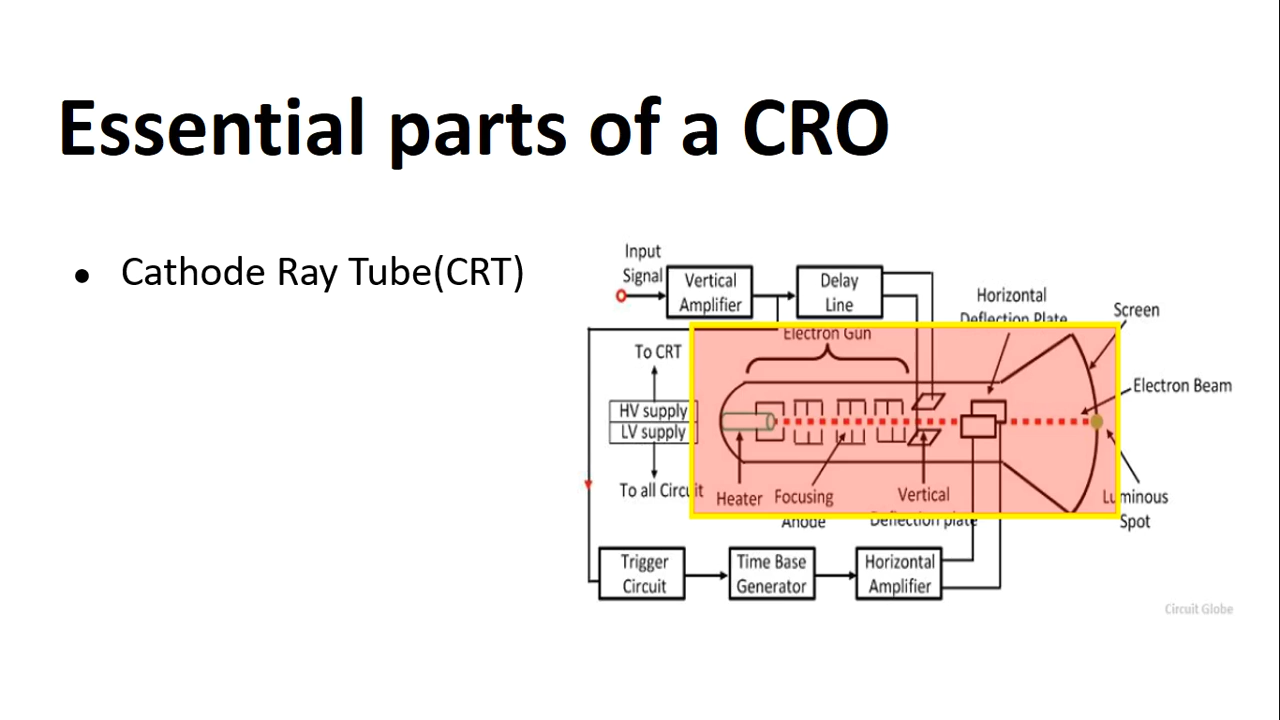 Essential parts of a CRO
● Cathode Ray Tube(CRT)
Input
Signal
Vertical
Amplifier
Delay
Line
Horizontal
Deflection Plate
Screen
Electron Gun
To CRT
Electron Beam
HV supply
LV supply
To all Circuit
Heater
Focusing
Anode
Vertical
Deflection plate
Luminous
Spot
Trigger
Circuit
Time Base
Generator
Horizontal
Amplifier
Circuit Globe